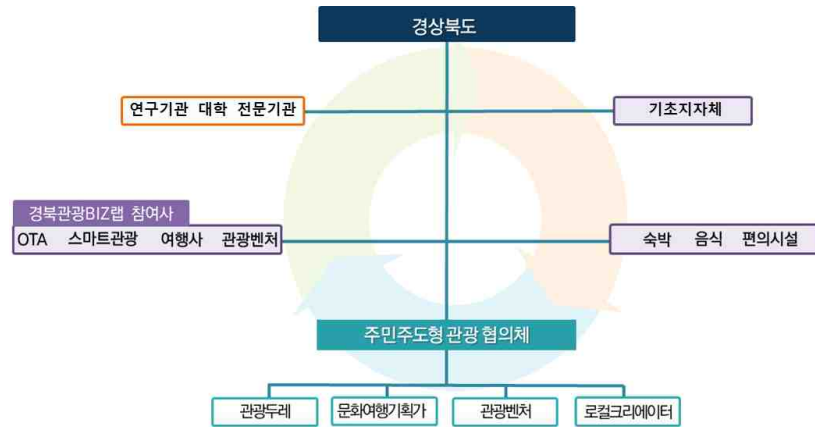 경상북도
연구기관 대학 전문기관
기초지자체
경북관광BIZ랩 참여사
OTA 스마트관광 여행사 관광벤처
숙박 음식 편의시설
주민주도형 관광 협의체
관광두레
문화여행기획가
관광벤처
로컬크리에이터